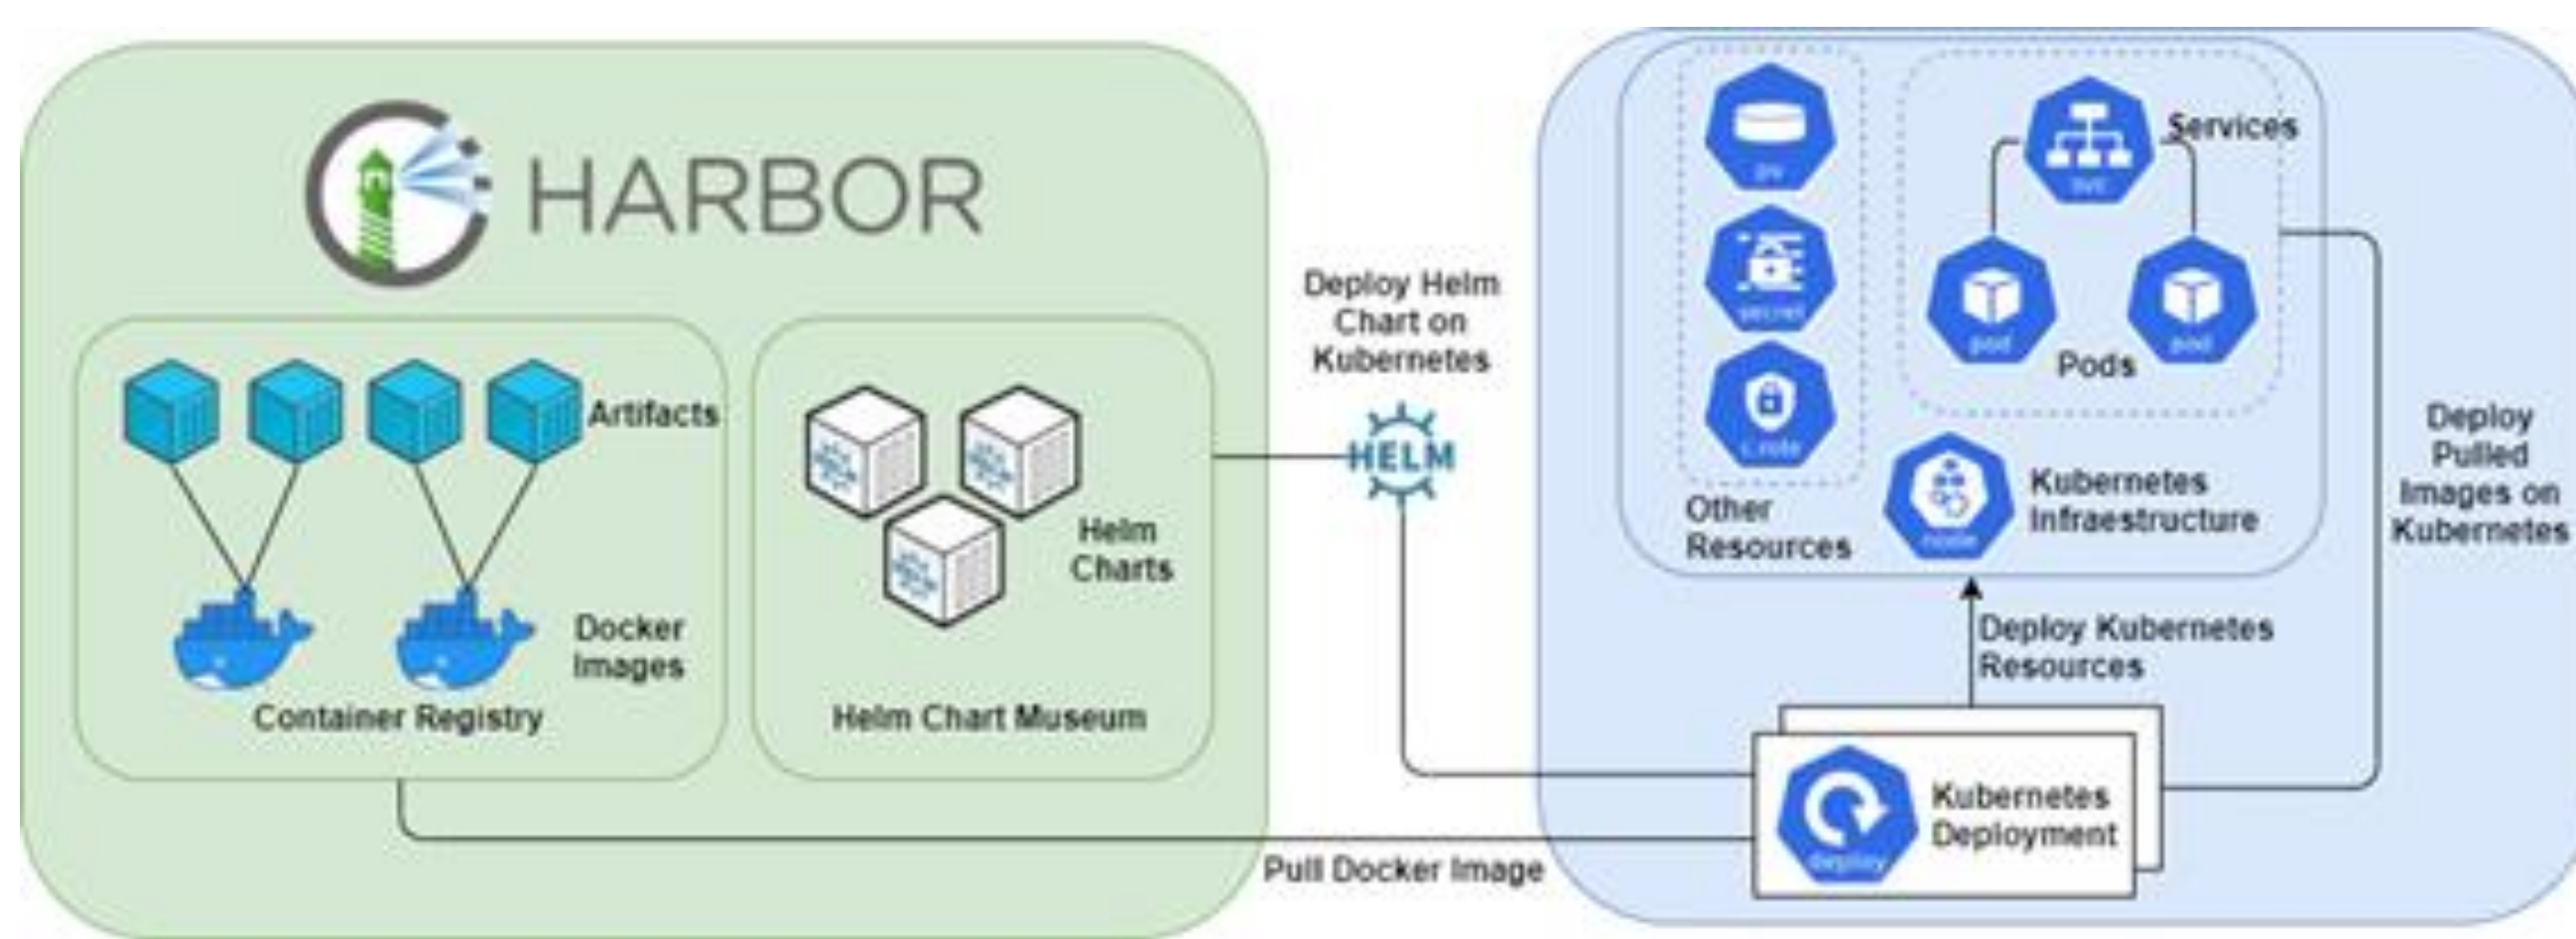 HARBOR
Artifacts
Docker
Images
Container Registry
Helm
Charts
Helm Chart Museum
Deploy Helm
Chart on
Kubernetes
HELM
Pull Docker Image
pv
secret
c.role
Other
Resources
svc
Services
pod
pod
Pods
node
Kubernetes
Infraestructure
Deploy Kubernetes
Resources
deploy
Kubernetes
Deployment
Deploy
Pulled
Images on
Kubernetes